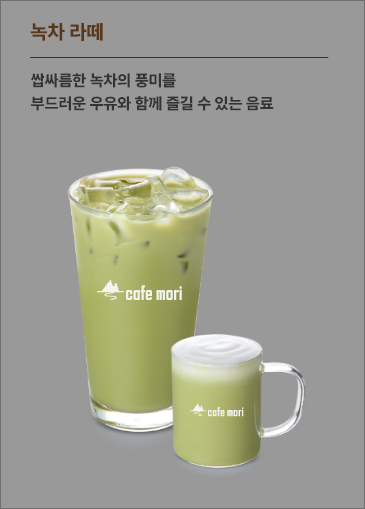 녹차 라떼
쌉싸름한 녹차의 풍미를
부드러운 우유와 함께 즐길 수 있는 음료
cafe mori
cafe mori